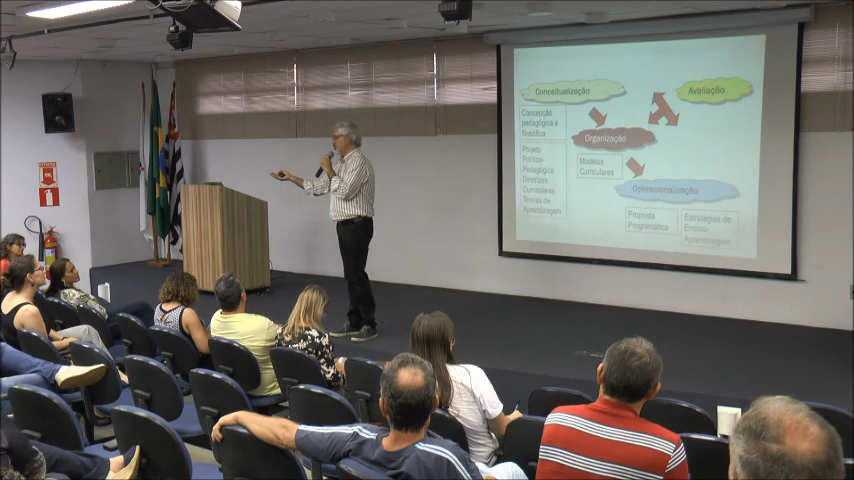 Conceitualização
Avaliação
Concepção
pedagógica e
filosófica
Organização
Projeto
Político-
Pedagógico
Diretrizes
Curriculares
Teorias de
Aprendizagem
Modelos
Curriculares
Operacionalização
Proposta
Programática
Estratégias de
Ensino-
Aprendizagem